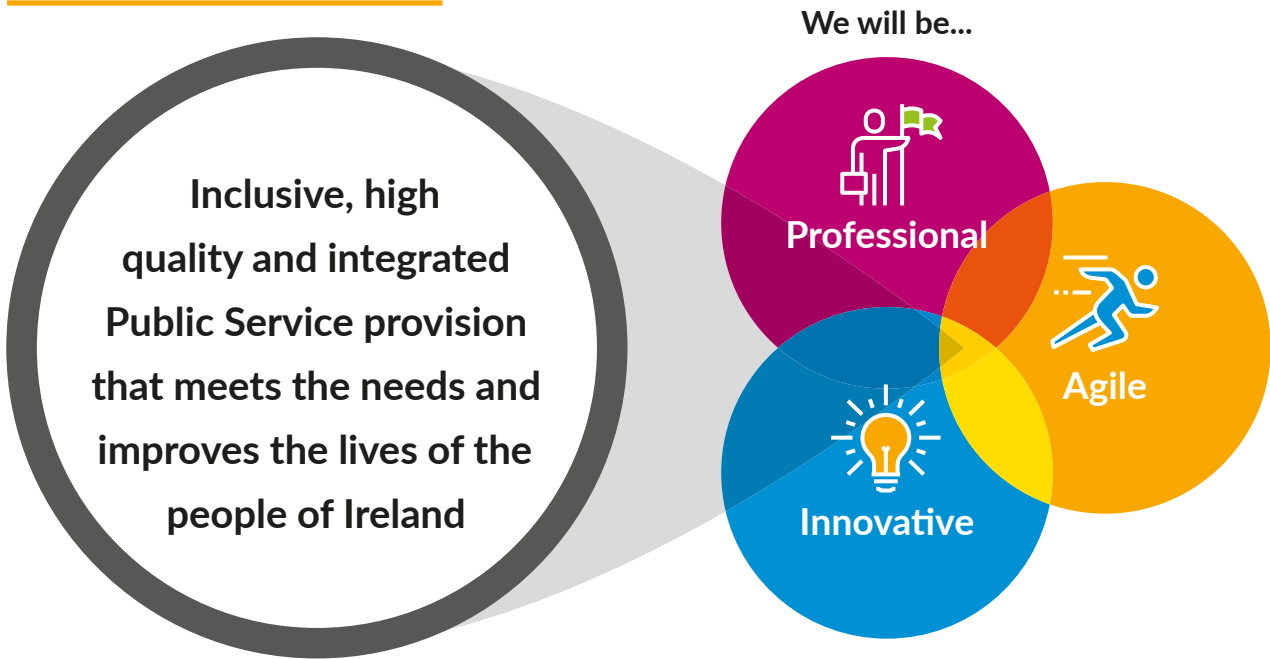 We will be...
Inclusive, high
quality and integrated
Public Service provision
that meets the needs and
improves the lives of the
people of Ireland
Professional
Agile
Innovative